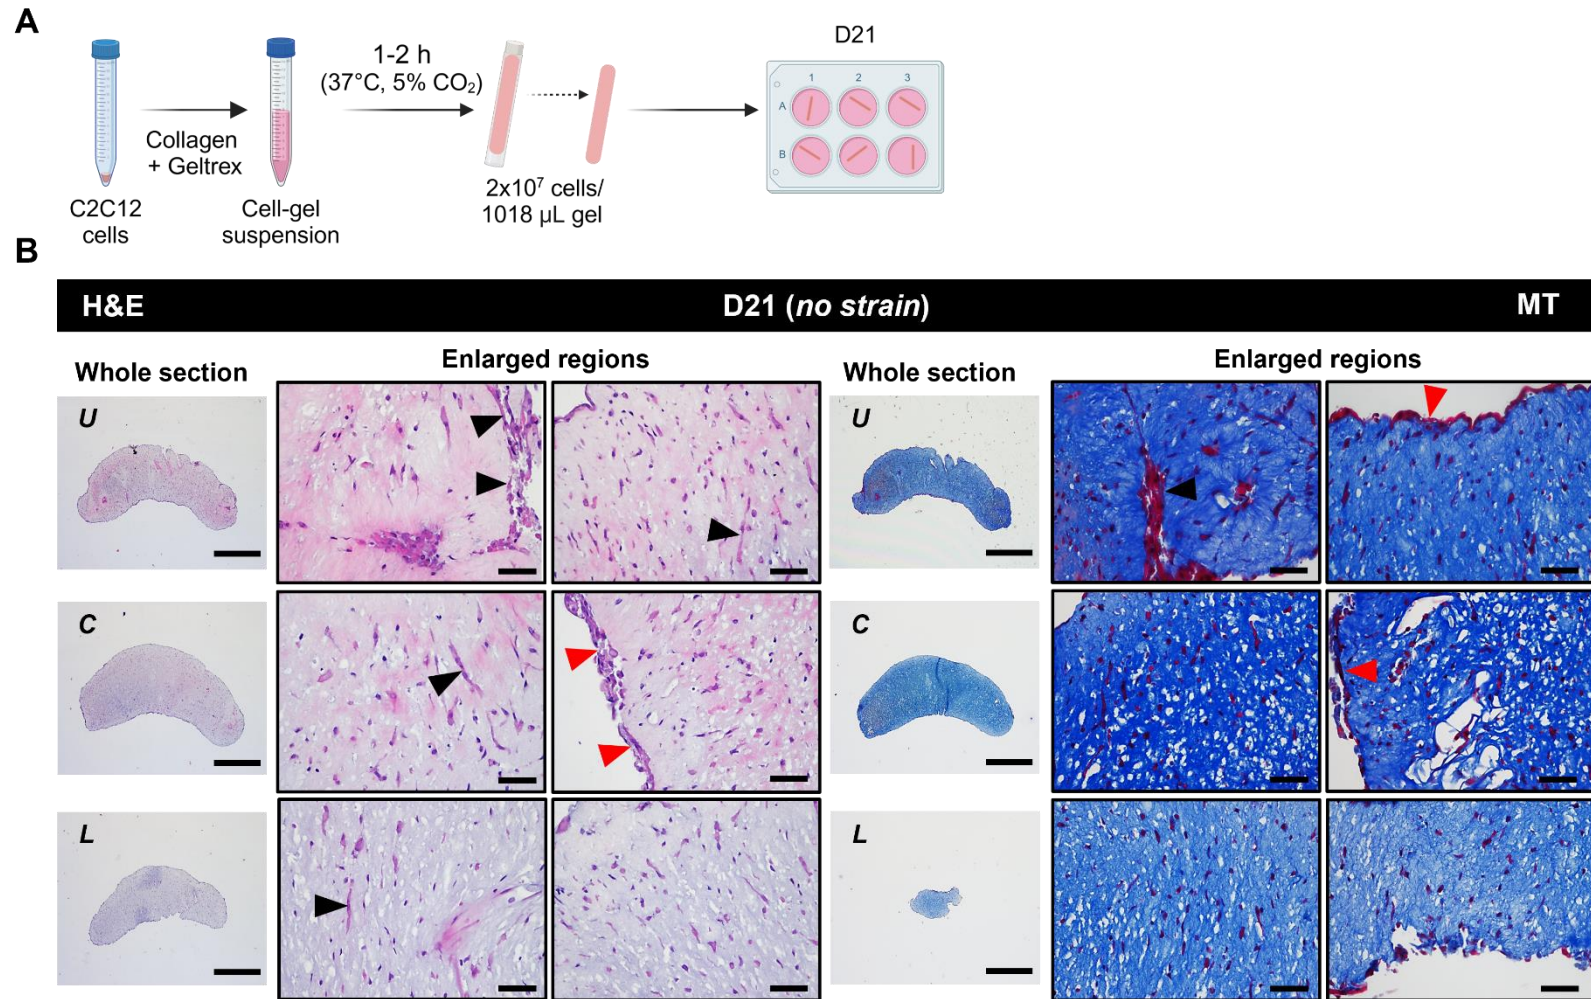 A
1-2 h
(37°C, 5% CO₂)
Collagen
+ Geltrex
C2C12
cells
Cell-gel
suspension
2x10⁷ cells/
1018 µL gel
D21
1 2 3
A
B
B
H&E D21 (no strain) MT
Whole section Enlarged regions Whole section Enlarged regions
U U
C C
L L